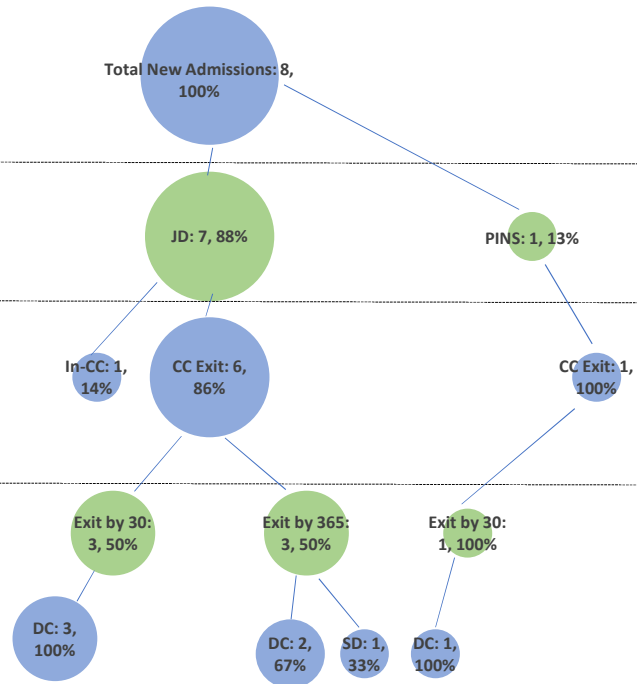 Total New Admissions: 8,
100%
JD: 7, 88%
PINS: 1, 13%
In-CC: 1,
14%
CC Exit: 6,
86%
CC Exit: 1,
100%
Exit by 30:
3, 50%
Exit by 365:
3, 50%
Exit by 30:
1, 100%
DC: 3,
100%
DC: 2,
67%
SD: 1,
33%
DC: 1,
100%